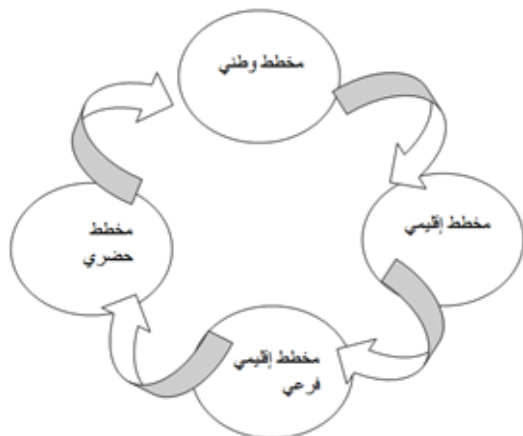 مخطط وطني
مخطط إقليمي
مخطط إقليمي
فرعي
مخطط
حضري